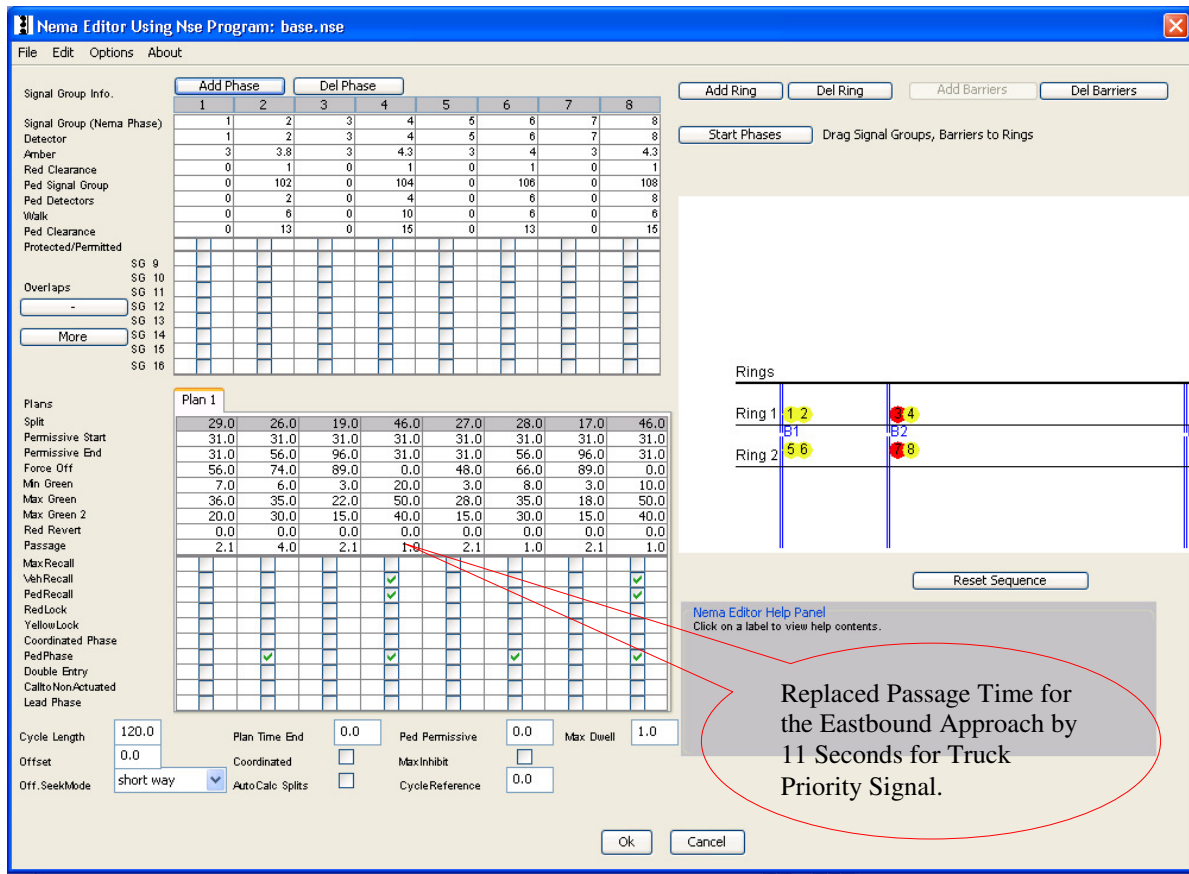 Nema Editor Using Nse Program: base.nse
File Edit Options About
Signal Group Info.
Add Phase Del Phase
1 2 3 4 5 6 7 8
Signal Group (Nema Phase) 1 2 3 4 5 6 7 8
Detector 1 2 3 4 5 6 7 8
Amber 3 3.8 3 4.3 3 4 3 4.3
Red Clearance 0 1 0 1 0 1 0 1
Ped Signal Group 0 102 0 104 0 106 0 108
Ped Detectors 0 2 0 4 0 6 0 8
Walk 0 6 0 10 0 6 0 6
Ped Clearance 0 13 0 15 0 13 0 15
Protected/Permitted
SG 9
SG 10
Overlaps
SG 11
- SG 12
SG 13
More SG 14
SG 15
SG 16
Plans
Plan 1
Split 29.0 26.0 19.0 46.0 27.0 28.0 17.0 46.0
Permissive Start 31.0 31.0 31.0 31.0 31.0 31.0 31.0 31.0
Permissive End 31.0 56.0 96.0 31.0 31.0 56.0 96.0 31.0
Force Off 56.0 74.0 89.0 0.0 48.0 66.0 89.0 0.0
Min Green 7.0 6.0 3.0 20.0 3.0 8.0 3.0 10.0
Max Green 36.0 35.0 22.0 50.0 28.0 35.0 18.0 50.0
Max Green 2 20.0 30.0 15.0 40.0 15.0 30.0 15.0 40.0
Red Revert 0.0 0.0 0.0 0.0 0.0 0.0 0.0 0.0
Passage 2.1 4.0 2.1 1.0 2.1 1.0 2.1 1.0
MaxRecall
VehRecall
PedRecall
RedLock
YellowLock
Coordinated Phase
PedPhase
Double Entry
CalltoNonActuated
Lead Phase
Cycle Length 120.0 Plan Time End 0.0 Ped Permissive 0.0 Max Dwell 1.0
Offset 0.0 Coordinated MaxInhibit
Off.SeekMode short way AutoCalc Splits CycleReference 0.0
Add Ring Del Ring Add Barriers Del Barriers
Start Phases Drag Signal Groups, Barriers to Rings
Rings
Ring 1 1 2 3 4
B1 B2
Ring 2 5 6 7 8
Reset Sequence
Nema Editor Help Panel
Click on a label to view help contents.
Replaced Passage Time for
the Eastbound Approach by
11 Seconds for Truck
Priority Signal.
Ok Cancel